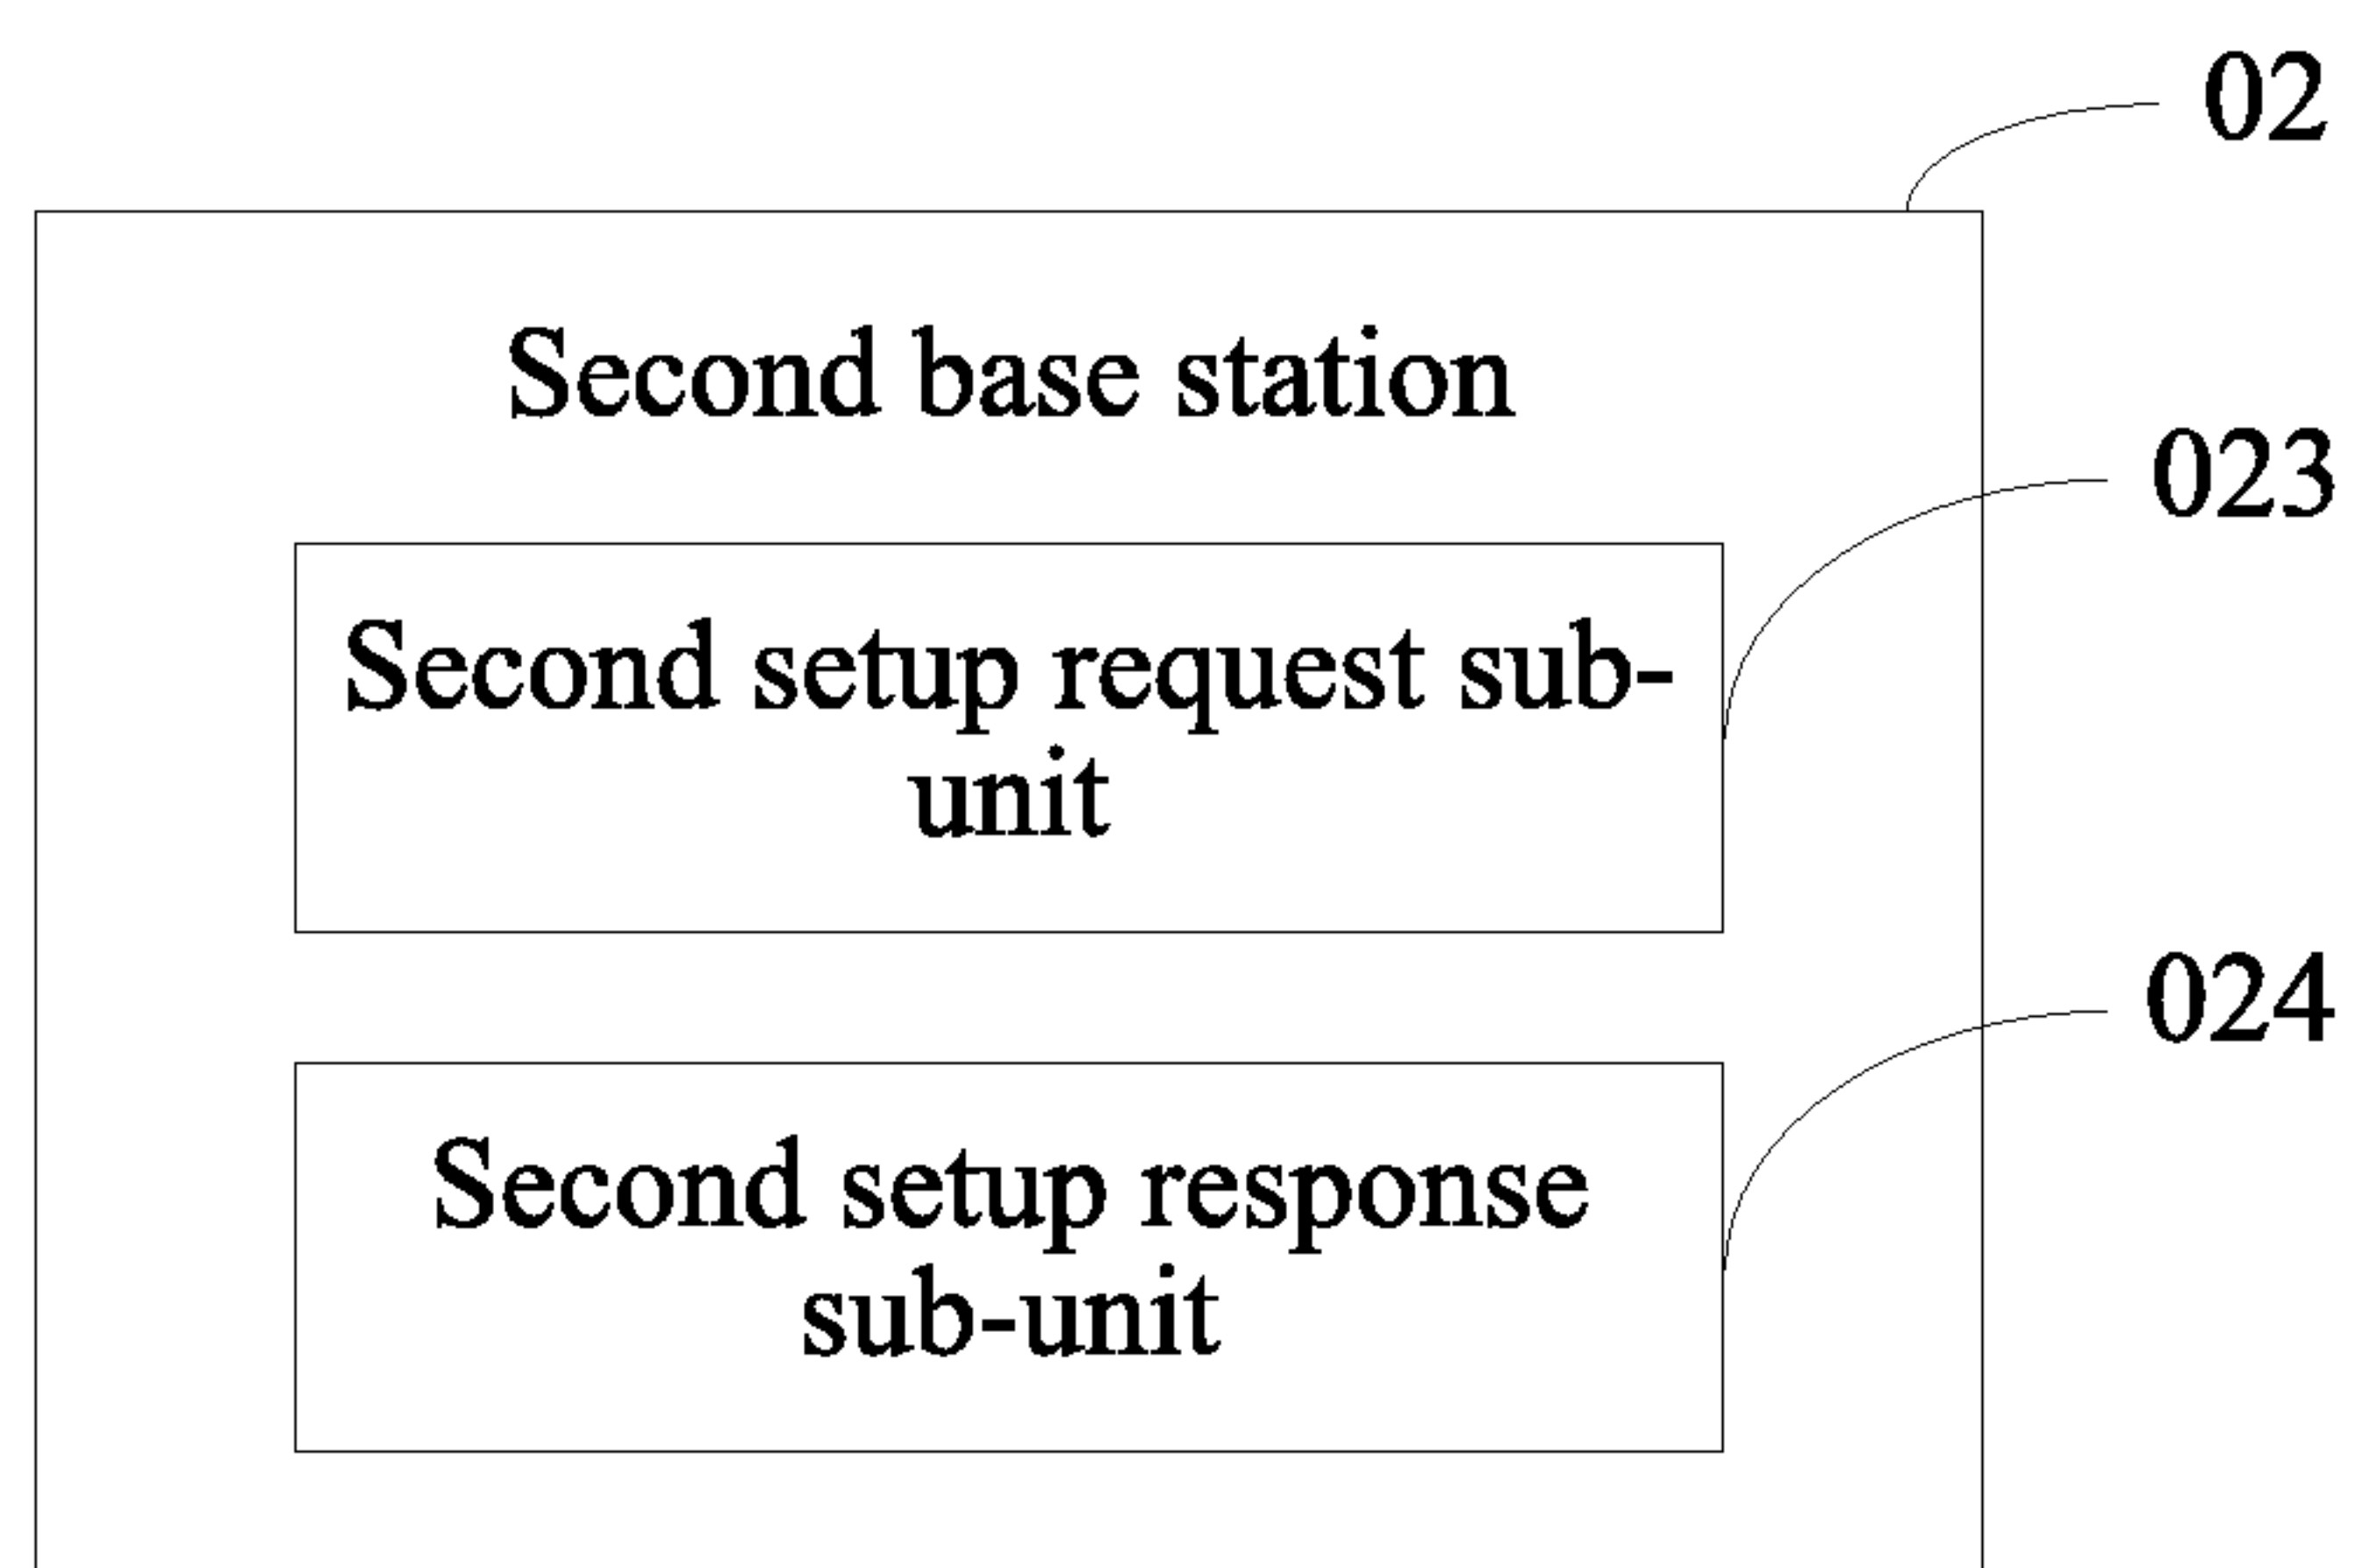 02
Second base station
023
Second setup request sub-
unit
024
Second setup response
sub-unit